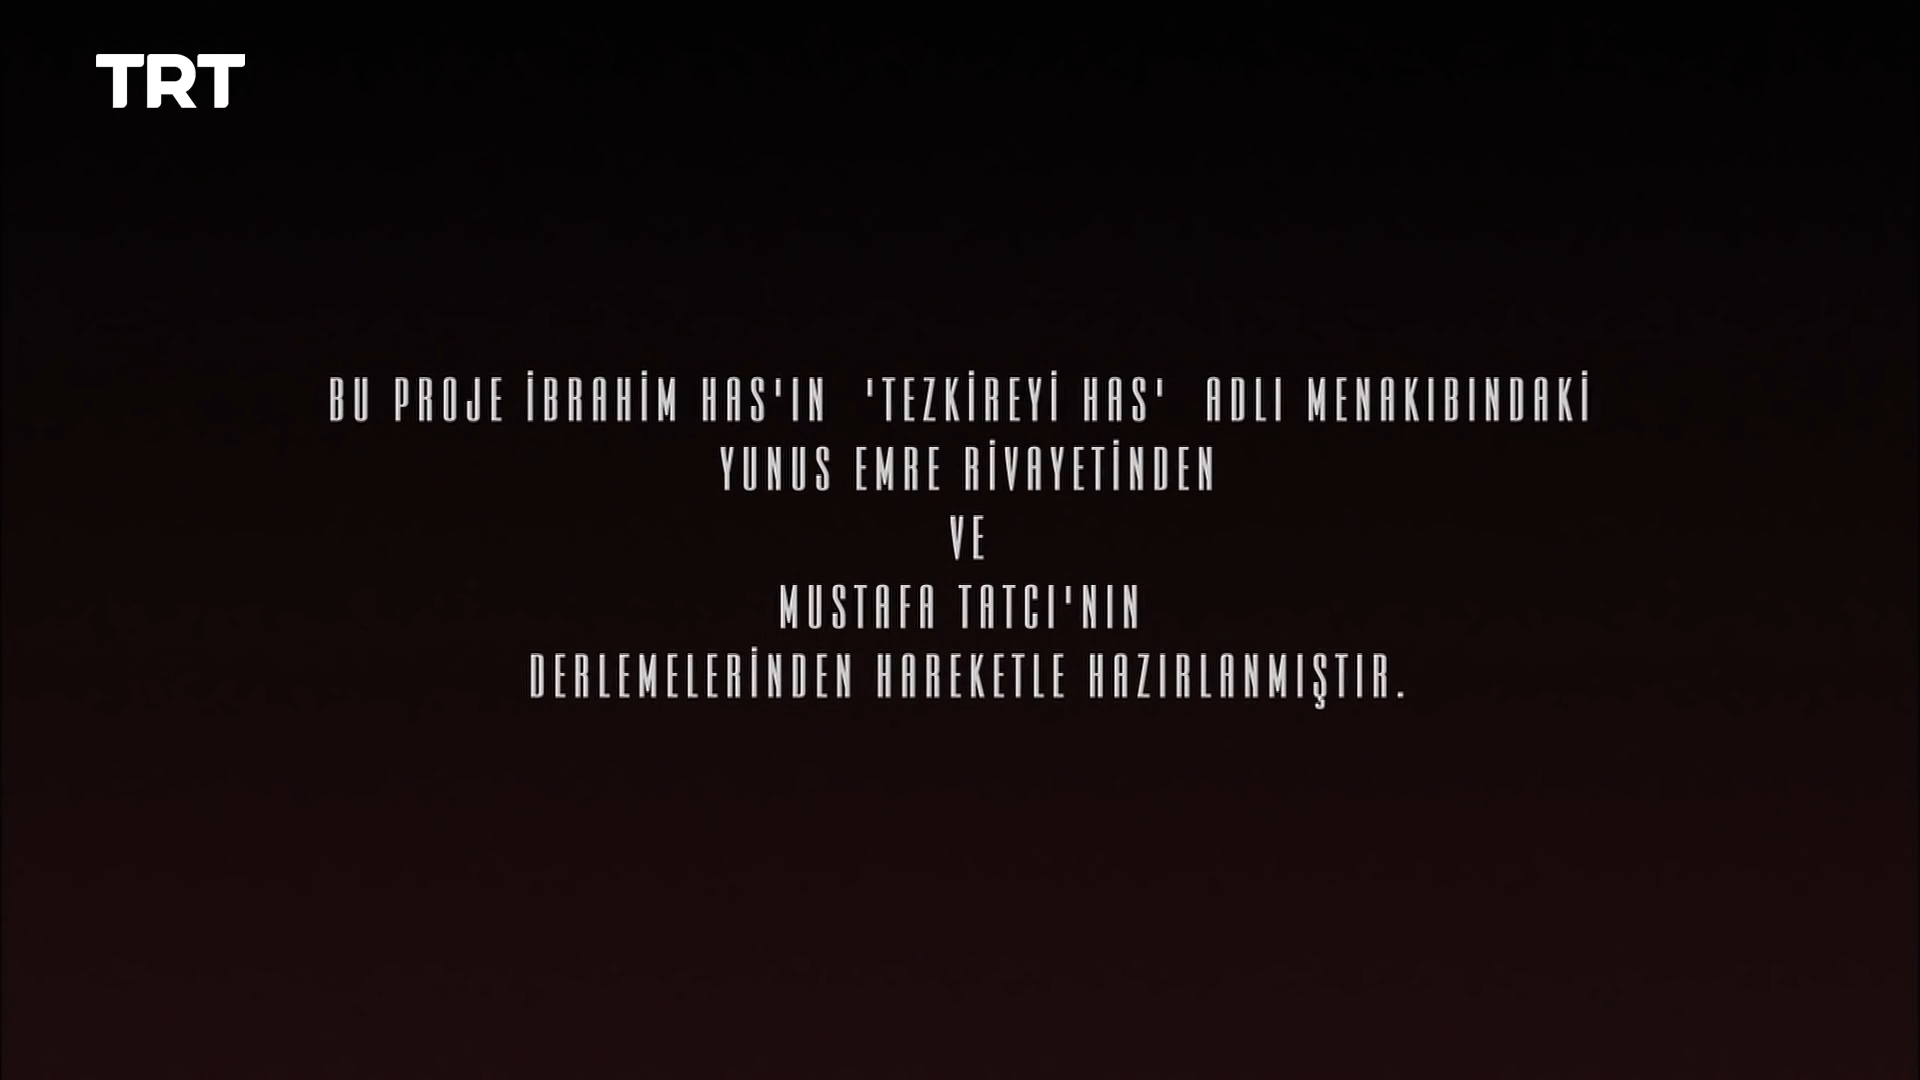 TRT
BU PROJE İBRAHİM HAS'IN 'TEZKİREYİ HAS' ADLI MENAKIBINDAKİ
YUNUS EMRE RİVAYETİNDEN
VE
MUSTAFA TATCI'NIN
DERLEMELERİNDEN HAREKETLE HAZIRLANMIŞTIR.